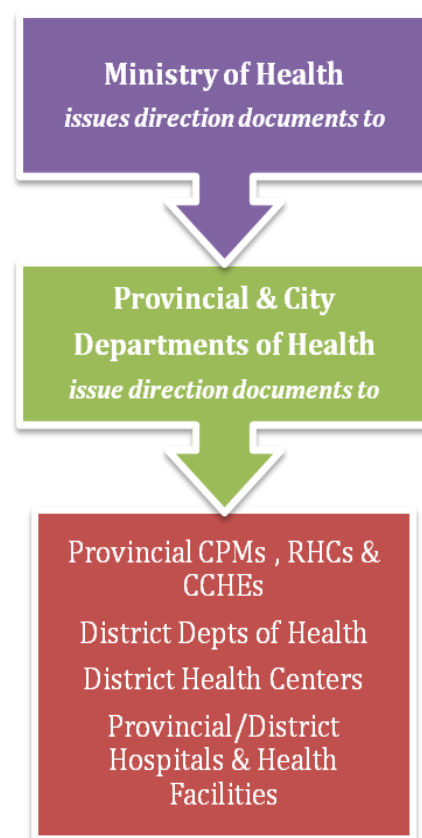 Ministry of Health
issues direction documents to
Provincial & City
Departments of Health
issue direction documents to
Provincial CPMs , RHCs &
CCHEs
District Depts of Health
District Health Centers
Provincial/District
Hospitals & Health
Facilities